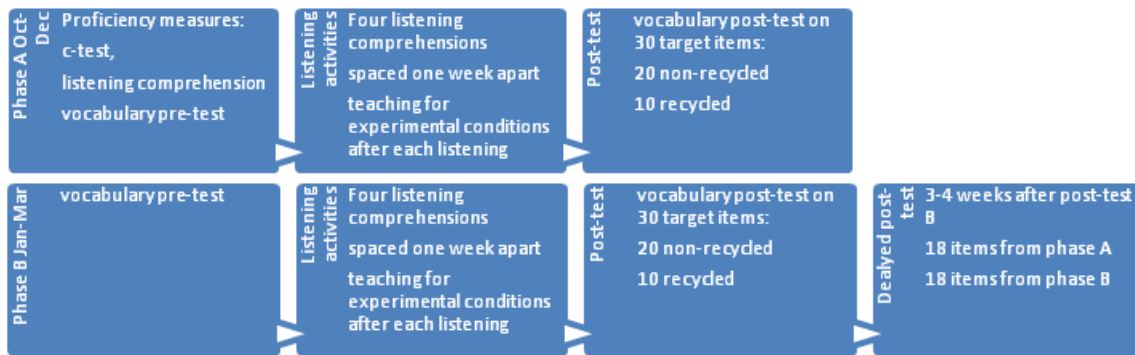 Phase A Oct-
Dec
Proficiency measures:
c-test,
listening comprehension
vocabulary pre-test
Listening
activities
Four listening
comprehensions
spaced one week apart
teaching for
experimental conditions
after each listening
Post-test
vocabulary post-test on
30 target items:
20 non-recycled
10 recycled
Phase B Jan-Mar
vocabulary pre-test
Listening
activities
Four listening
comprehensions
spaced one week apart
teaching for
experimental conditions
after each listening
Post-test
vocabulary post-test on
30 target items:
20 non-recycled
10 recycled
Dealyed post-
test
3-4 weeks after post-test
B
18 items from phase A
18 items from phase B